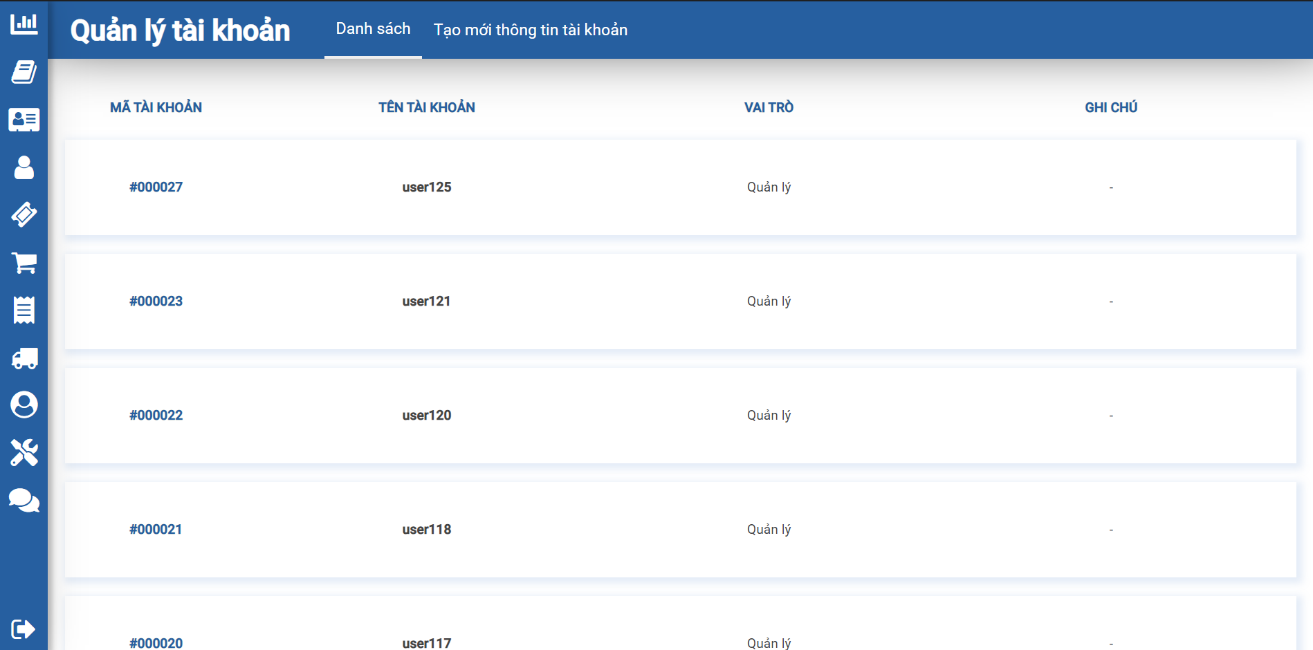 Quản lý tài khoản Danh sách Tạo mới thông tin tài khoản
MÃ TÀI KHOẢN TÊN TÀI KHOẢN VAI TRÒ GHI CHÚ
#000027 user125 Quản lý -
#000023 user121 Quản lý -
#000022 user120 Quản lý -
#000021 user118 Quản lý -
#000020 user117 Quản lý -